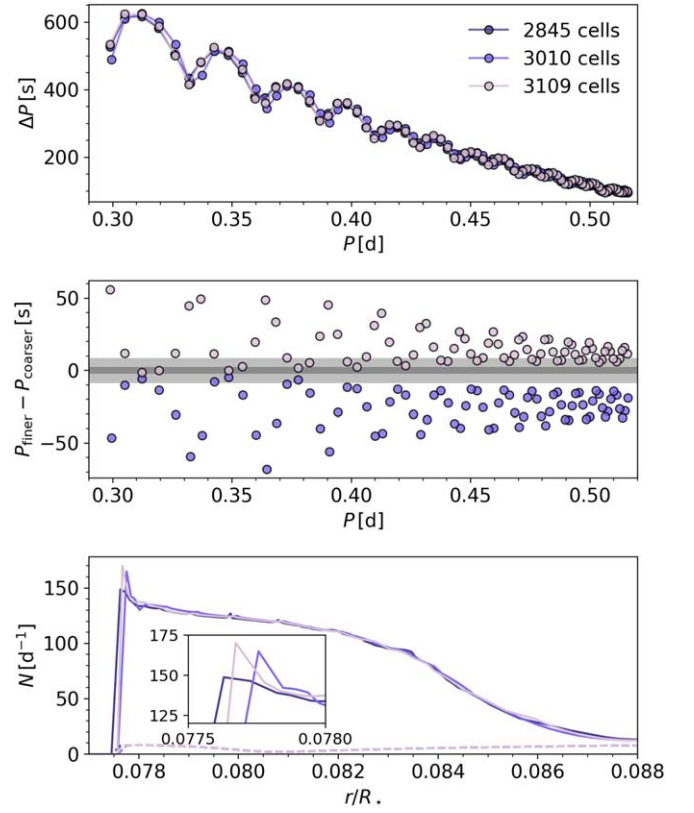 600
400
200
ΔP [s]
2845 cells
3010 cells
3109 cells
0.30 0.35 0.40 0.45 0.50
P [d]
50
0
−50
P_finer − P_coarser [s]
0.30 0.35 0.40 0.45 0.50
P [d]
150
100
50
0
N [d⁻¹]
175
150
125
0.0775 0.0780
0.078 0.080 0.082 0.084 0.086 0.088
r/R⋆